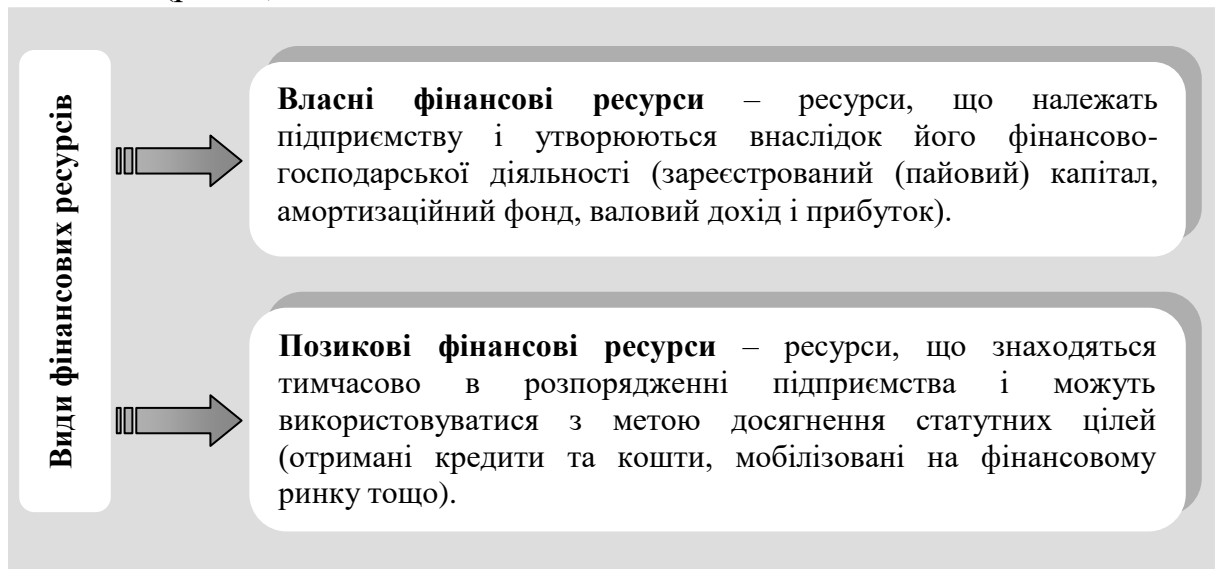 Види фінансових ресурсів
Власні фінансові ресурси – ресурси, що належать
підприємству і утворюються внаслідок його фінансово-
господарської діяльності (зареєстрований (пайовий) капітал,
амортизаційний фонд, валовий дохід і прибуток).
Позикові фінансові ресурси – ресурси, що знаходяться
тимчасово в розпорядженні підприємства і можуть
використовуватися з метою досягнення статутних цілей
(отримані кредити та кошти, мобілізовані на фінансовому
ринку тощо).